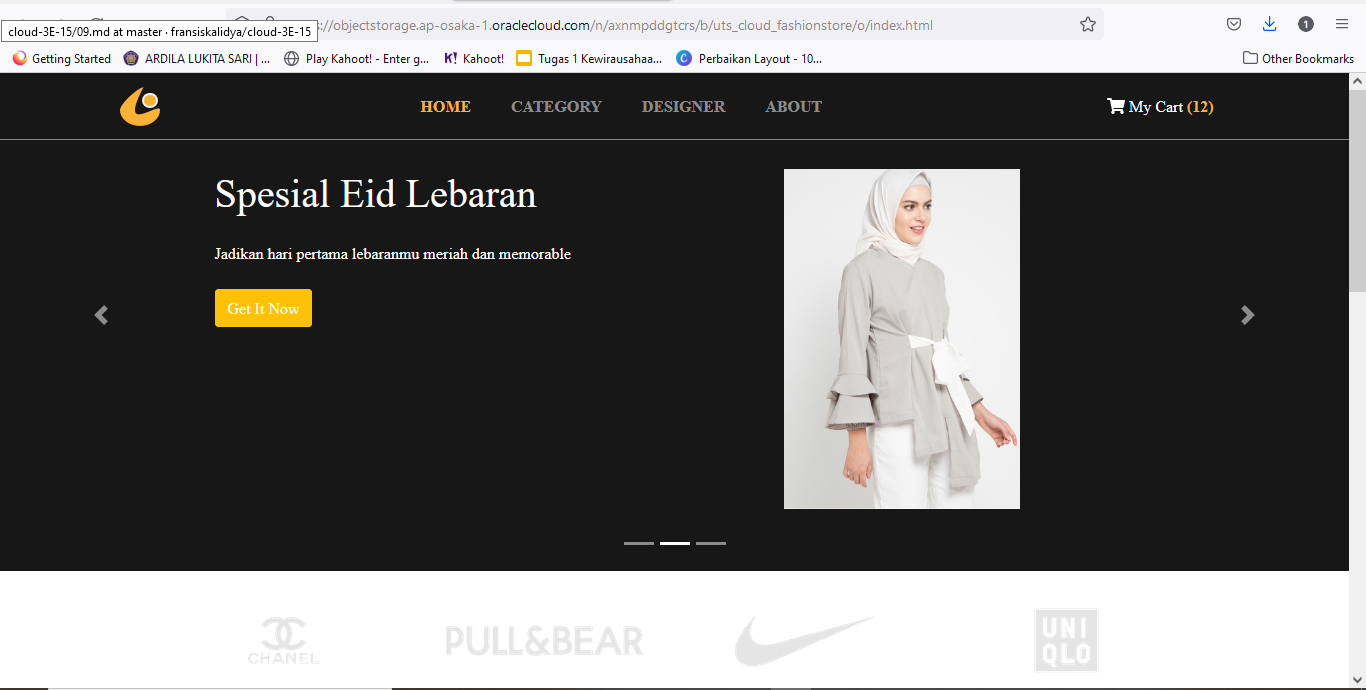 cloud-3E-15/09.md at master · fransiskalidya/cloud-3E-15
://objectstorage.ap-osaka-1.oraclecloud.com/n/axnmpddgtcrs/b/uts_cloud_fashionstore/o/index.html
1
Getting Started ARDILA LUKITA SARI | ... Play Kahoot! - Enter g... K! Kahoot! Tugas 1 Kewirausahaa... C Perbaikan Layout - 10... Other Bookmarks
HOME CATEGORY DESIGNER ABOUT My Cart (12)
Spesial Eid Lebaran
Jadikan hari pertama lebaranmu meriah dan memorable
Get It Now
CHANEL PULL&BEAR UNI
QLO